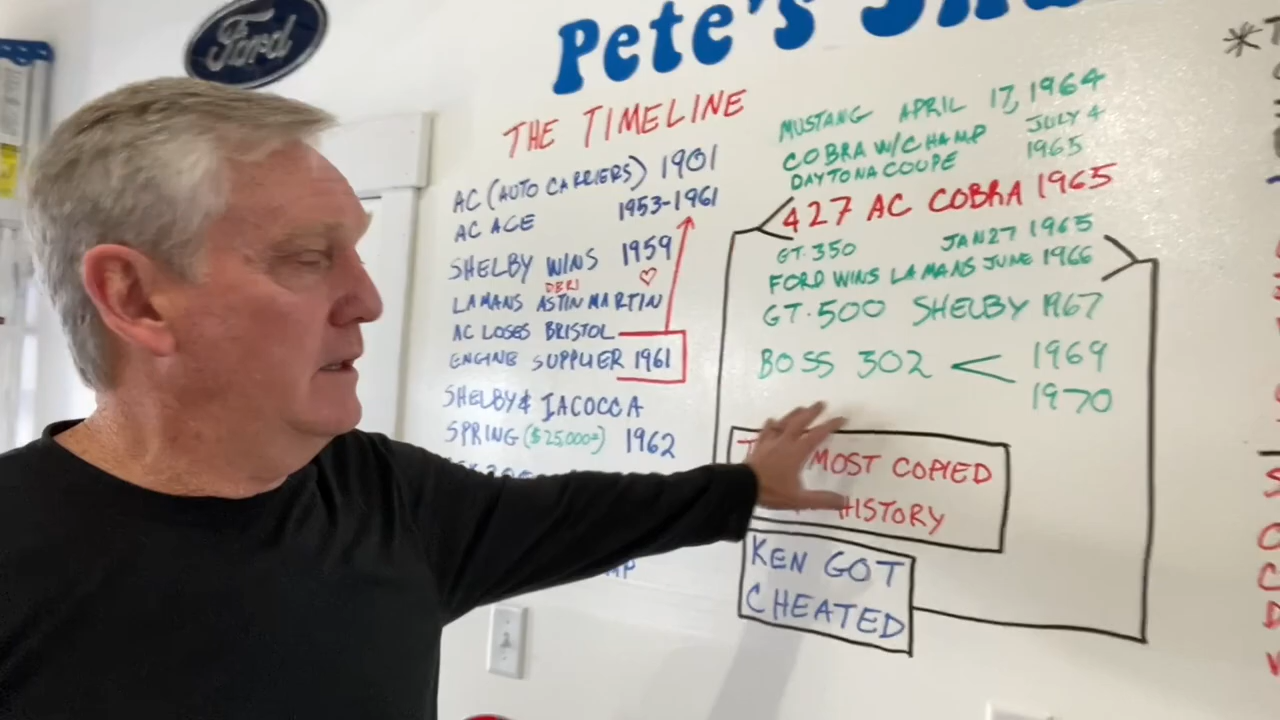 Ford
Pete's
THE TIMELINE
AC (AUTO CARRIERS) 1901
AC ACE 1953-1961
SHELBY WINS 1959
DERI
LAMANS ASTIN MARTIN
AC LOSES BRISTOL
ENGINE SUPPLIER 1961
SHELBY & IACOCCA
SPRING ($25,000) 1962
MUSTANG APRIL 17, 1964
COBRA W/CHAMP JULY 4
DAYTONA COUPE 1965
427 AC COBRA 1965
GT.350 JAN 27 1965
FORD WINS LAMANS JUNE 1966
GT.500 SHELBY 1967
BOSS 302 < 1969
1970
MOST COPIED
HISTORY
KEN GOT
CHEATED